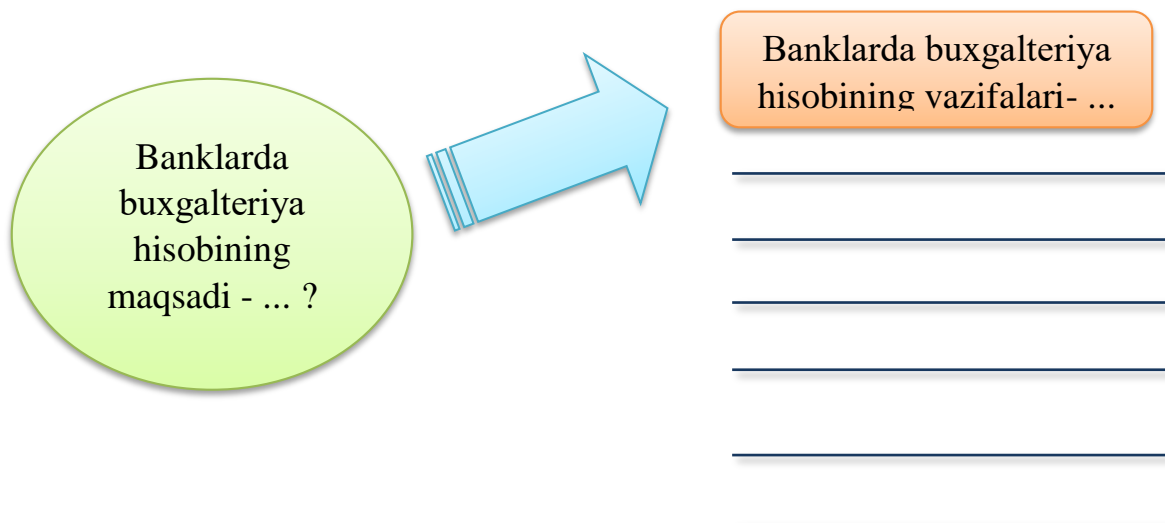 Banklarda buxgalteriya
hisobining vazifalari- ...
Banklarda
buxgalteriya
hisobining
maqsadi - ... ?